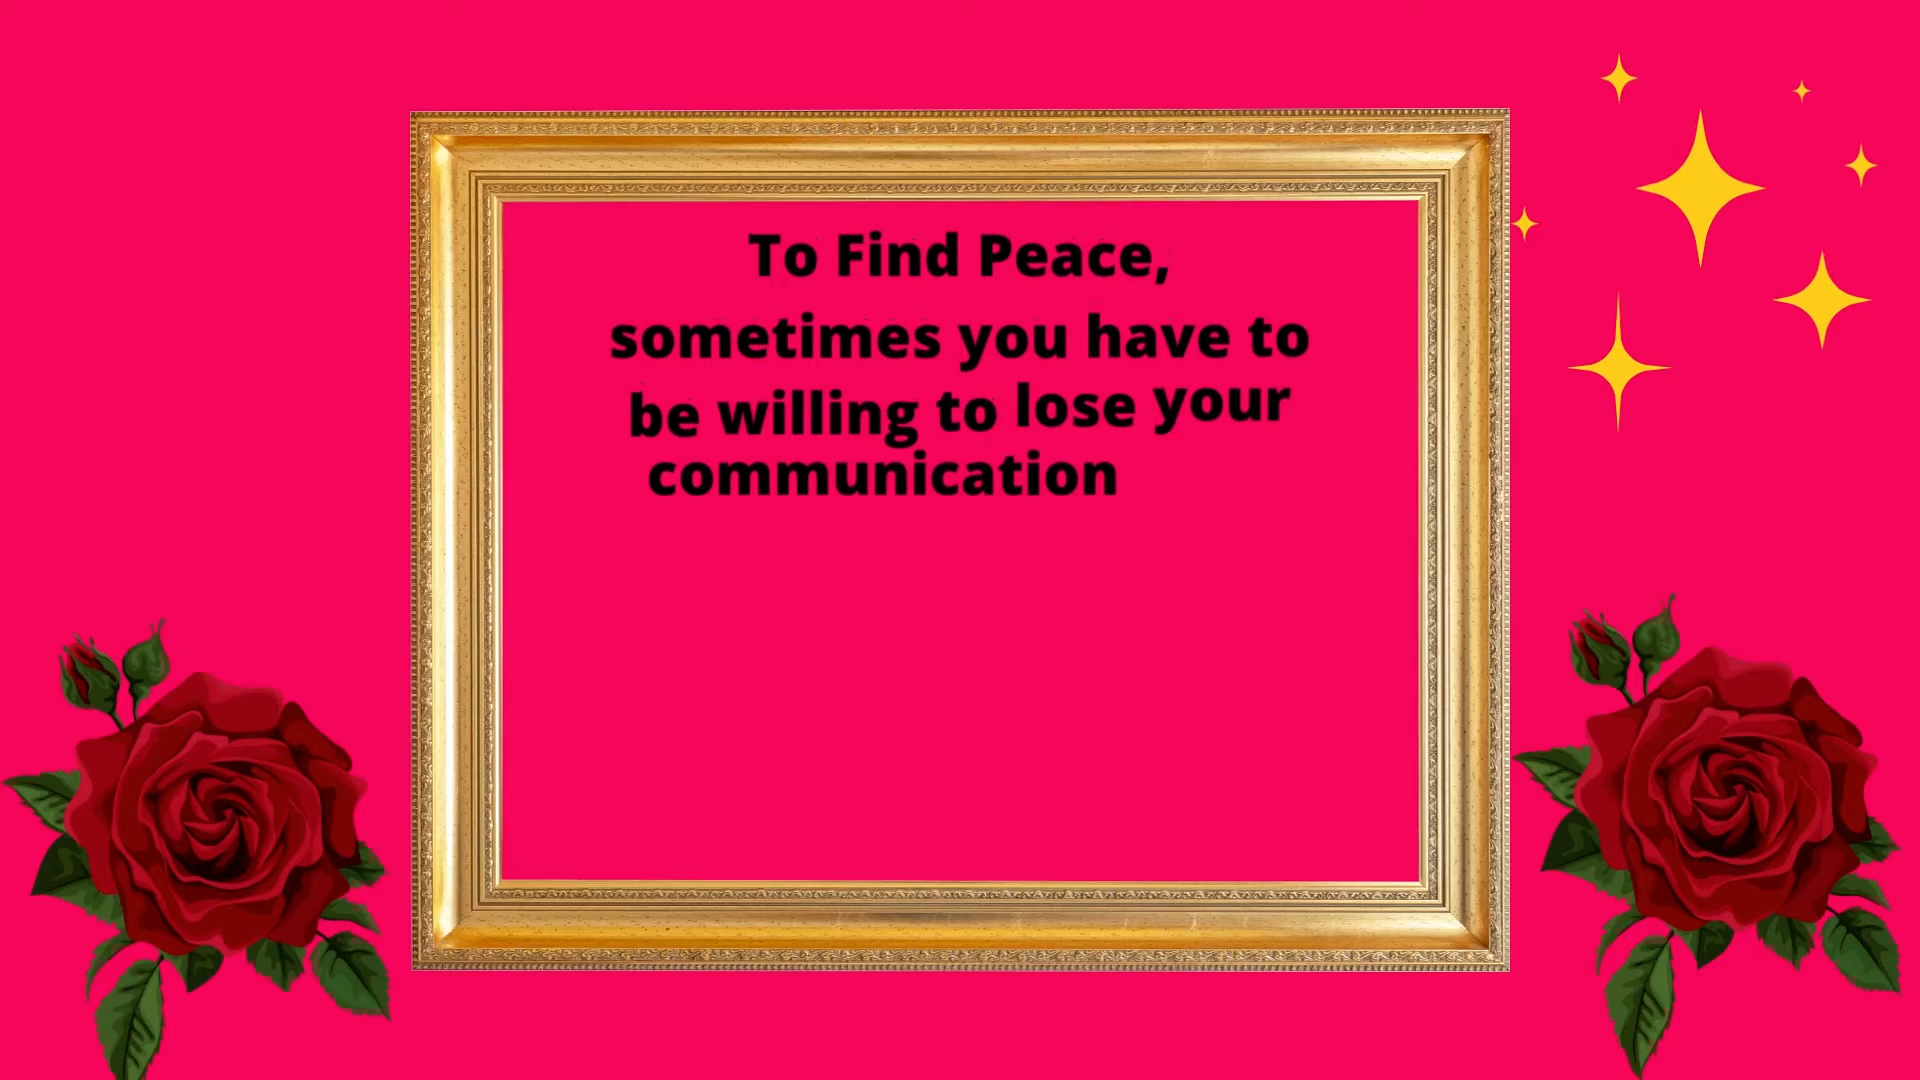 To Find Peace,
sometimes you have to
be willing to lose your
communication